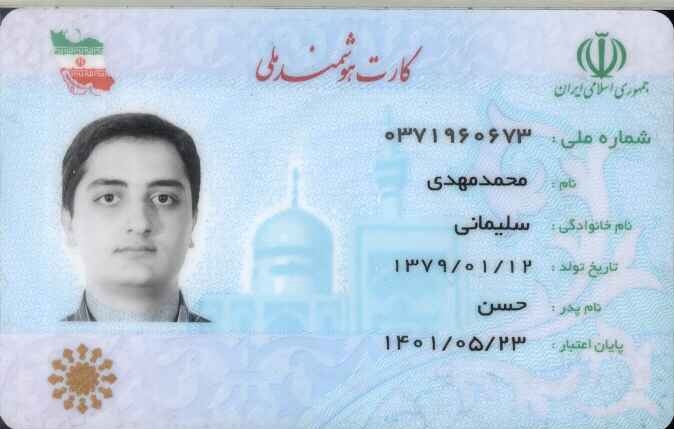 کارت هوشمند ملی
جمهوری اسلامی ایران
شماره ملی : ۰۳۷۱۹۶۰۶۷۳
نام : محمدمهدی
نام خانوادگی : سلیمانی
تاریخ تولد : ۱۳۷۹/۰۱/۱۲
نام پدر : حسن
پایان اعتبار : ۱۴۰۱/۰۵/۲۳